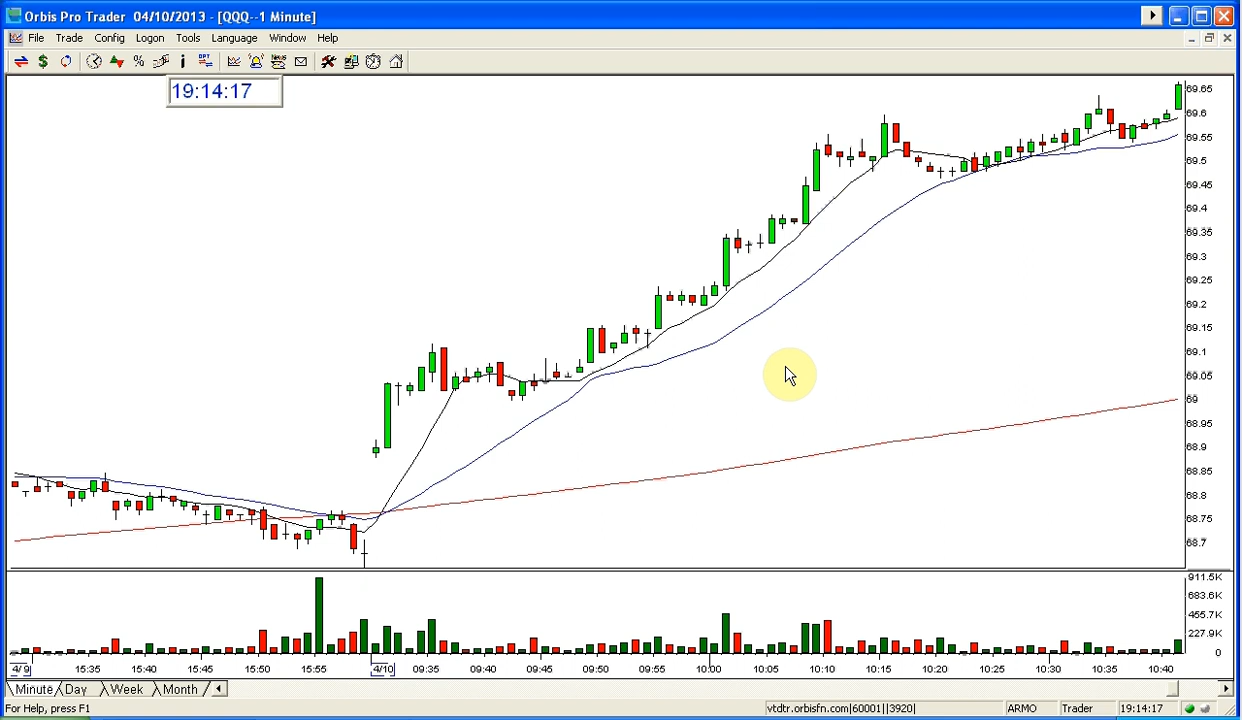 Orbis Pro Trader 04/10/2013 - [QQQ--1 Minute]
File Trade Config Logon Tools Language Window Help
19:14:17
69.65
69.6
69.55
69.5
69.45
69.4
69.35
69.3
69.25
69.2
69.15
69.1
69.05
69
68.95
68.9
68.85
68.8
68.75
68.7
911.5K
683.6K
455.7K
227.9K
0
4/9 15:35 15:40 15:45 15:50 15:55 4/10 09:35 09:40 09:45 09:50 09:55 10:00 10:05 10:10 10:15 10:20 10:25 10:30 10:35 10:40
Minute Day Week Month
For Help, press F1 vtdtr.orbisfn.com|60001||3920| ARMO Trader 19:14:17